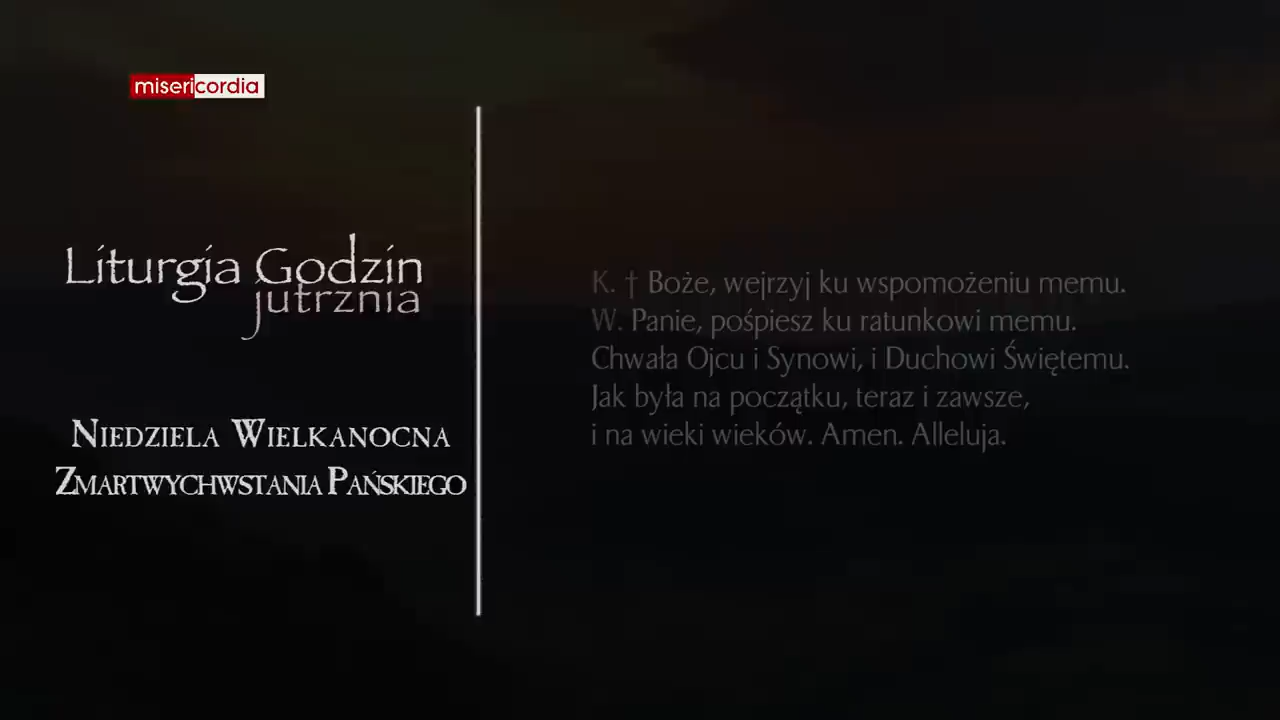 misericordia
Liturgia Godzin
jutrznia
Niedziela Wielkanocna
Zmartwychwstania Pańskiego
K. † Boże, wejrzyj ku wspomożeniu memu.
W. Panie, pośpiesz ku ratunkowi memu.
Chwała Ojcu i Synowi, i Duchowi Świętemu.
Jak była na początku, teraz i zawsze,
i na wieki wieków. Amen. Alleluja.